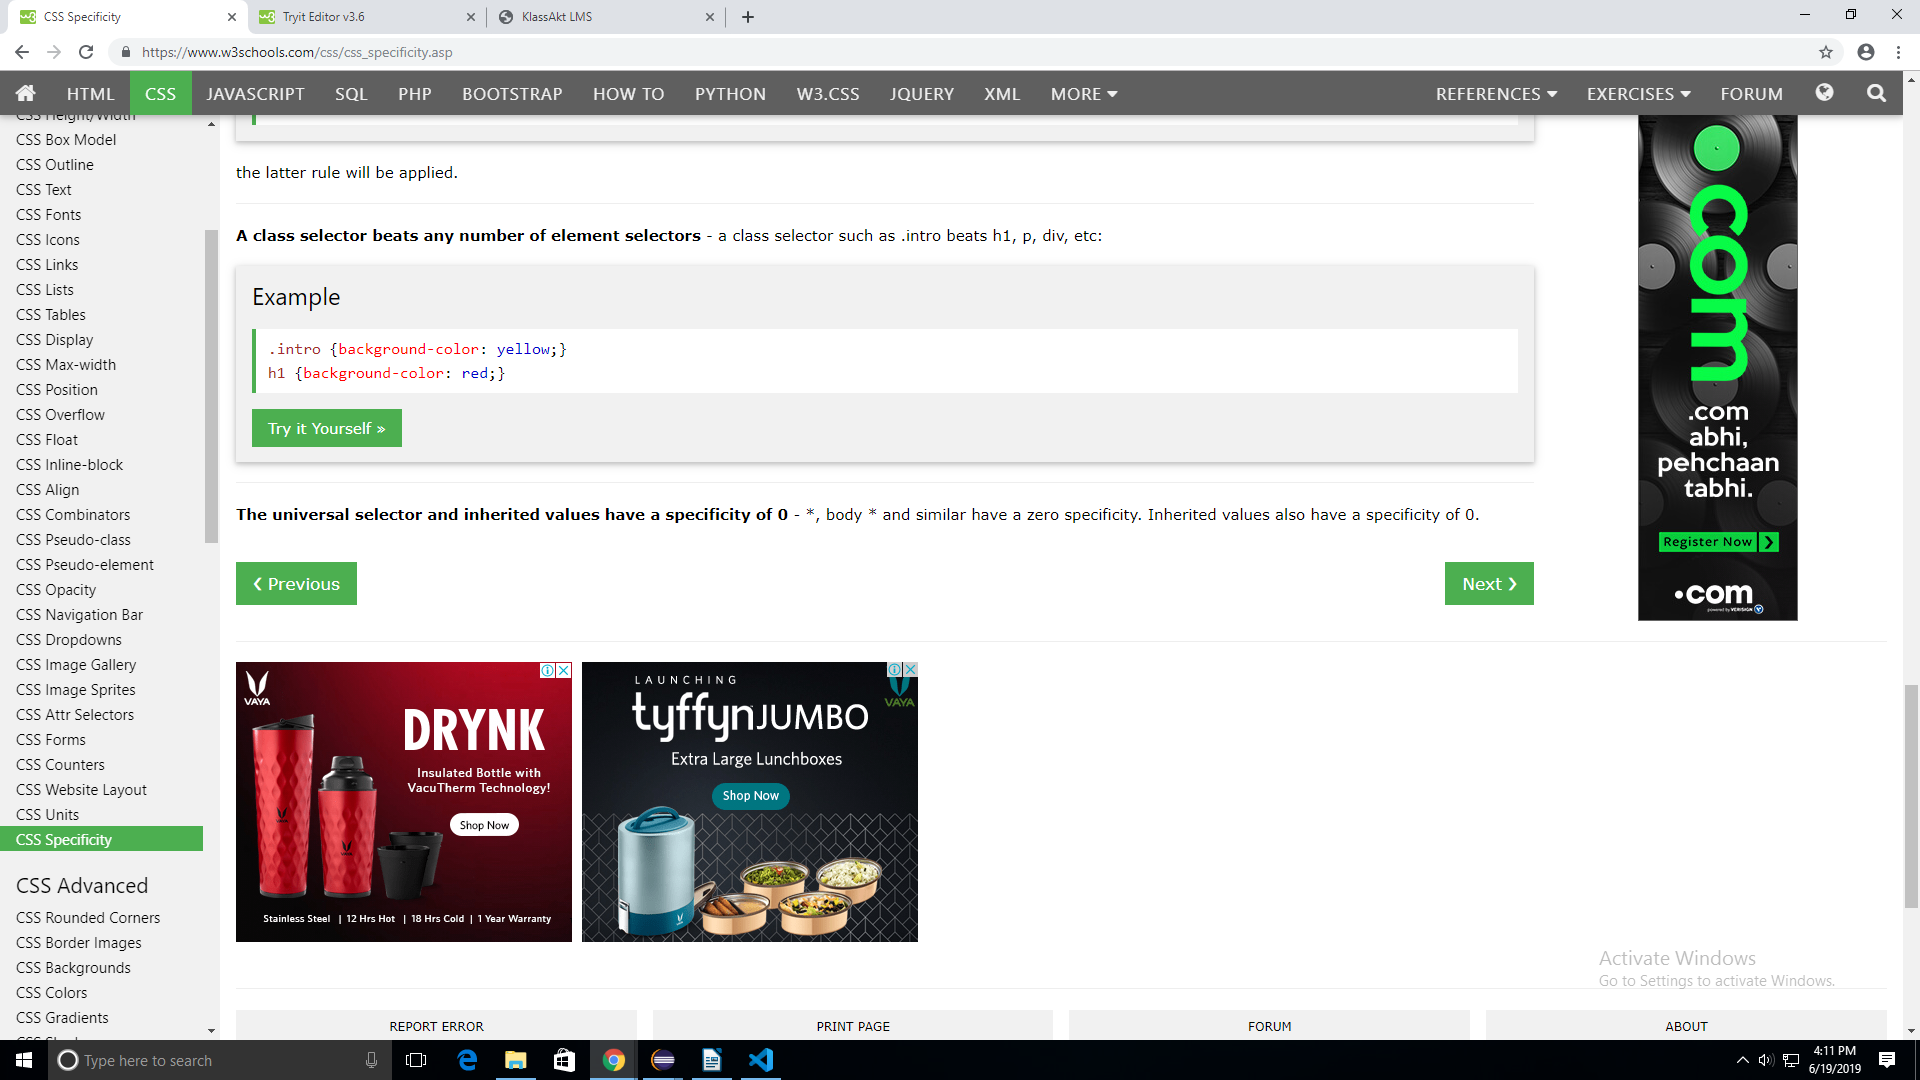 CSS Specificity
Tryit Editor v3.6
KlassAkt LMS
https://www.w3schools.com/css/css_specificity.asp
HTML CSS JAVASCRIPT SQL PHP BOOTSTRAP HOW TO PYTHON W3.CSS JQUERY XML MORE REFERENCES EXERCISES FORUM
CSS Height/Width
CSS Box Model
CSS Outline
CSS Text
CSS Fonts
CSS Icons
CSS Links
CSS Lists
CSS Tables
CSS Display
CSS Max-width
CSS Position
CSS Overflow
CSS Float
CSS Inline-block
CSS Align
CSS Combinators
CSS Pseudo-class
CSS Pseudo-element
CSS Opacity
CSS Navigation Bar
CSS Dropdowns
CSS Image Gallery
CSS Image Sprites
CSS Attr Selectors
CSS Forms
CSS Counters
CSS Website Layout
CSS Units
CSS Specificity
CSS Advanced
CSS Rounded Corners
CSS Border Images
CSS Backgrounds
CSS Colors
CSS Gradients
the latter rule will be applied.
A class selector beats any number of element selectors - a class selector such as .intro beats h1, p, div, etc:
Example
.intro {background-color: yellow;}
h1 {background-color: red;}
Try it Yourself »
The universal selector and inherited values have a specificity of 0 - *, body * and similar have a zero specificity. Inherited values also have a specificity of 0.
❮ Previous
Next ❯
VAYA
DRYNK
Insulated Bottle with
VacuTherm Technology!
Shop Now
Stainless Steel | 12 Hrs Hot | 18 Hrs Cold | 1 Year Warranty
LAUNCHING
tyffyn JUMBO
VAYA
Extra Large Lunchboxes
Shop Now
.com
.com
abhi,
pehchaan
tabhi.
Register Now
.com
powered by VERISIGN
Activate Windows
Go to Settings to activate Windows.
REPORT ERROR
PRINT PAGE
FORUM
ABOUT
Type here to search
4:11 PM
6/19/2019